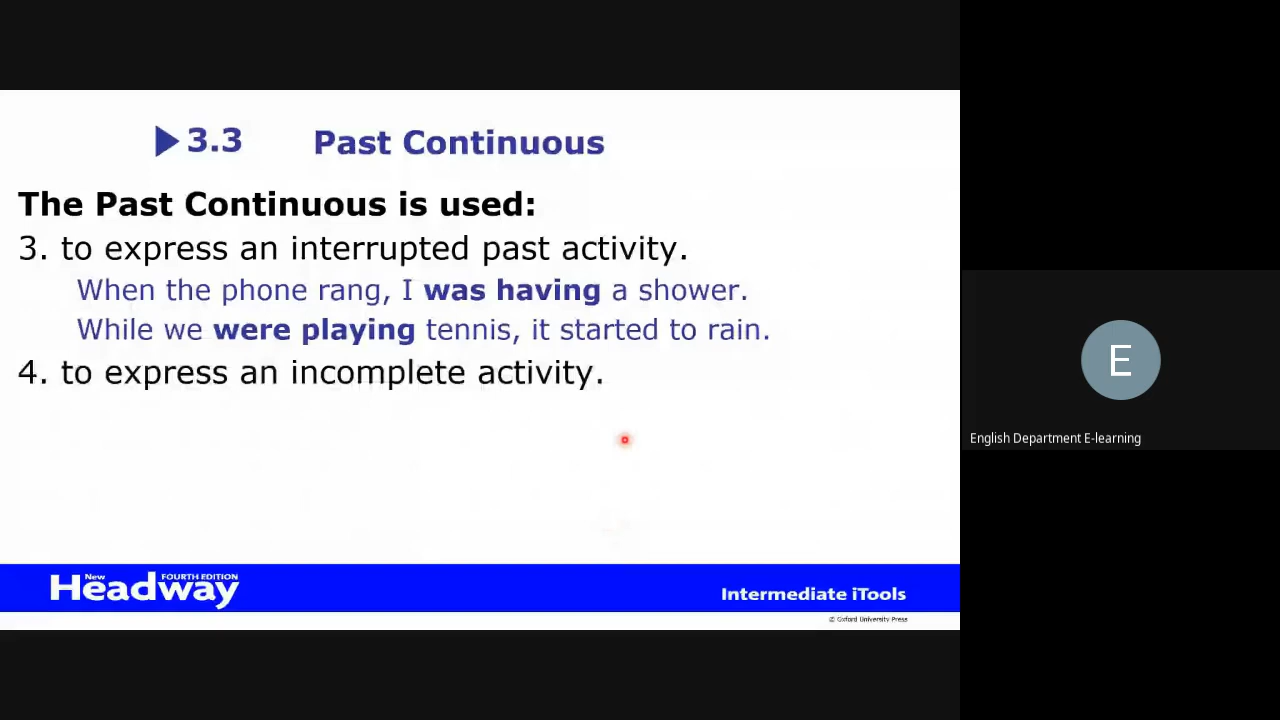 3.3 Past Continuous
The Past Continuous is used:
3. to express an interrupted past activity.
When the phone rang, I was having a shower.
While we were playing tennis, it started to rain.
4. to express an incomplete activity.
E
English Department E-learning
New Headway FOURTH EDITION
Intermediate iTools
© Oxford University Press